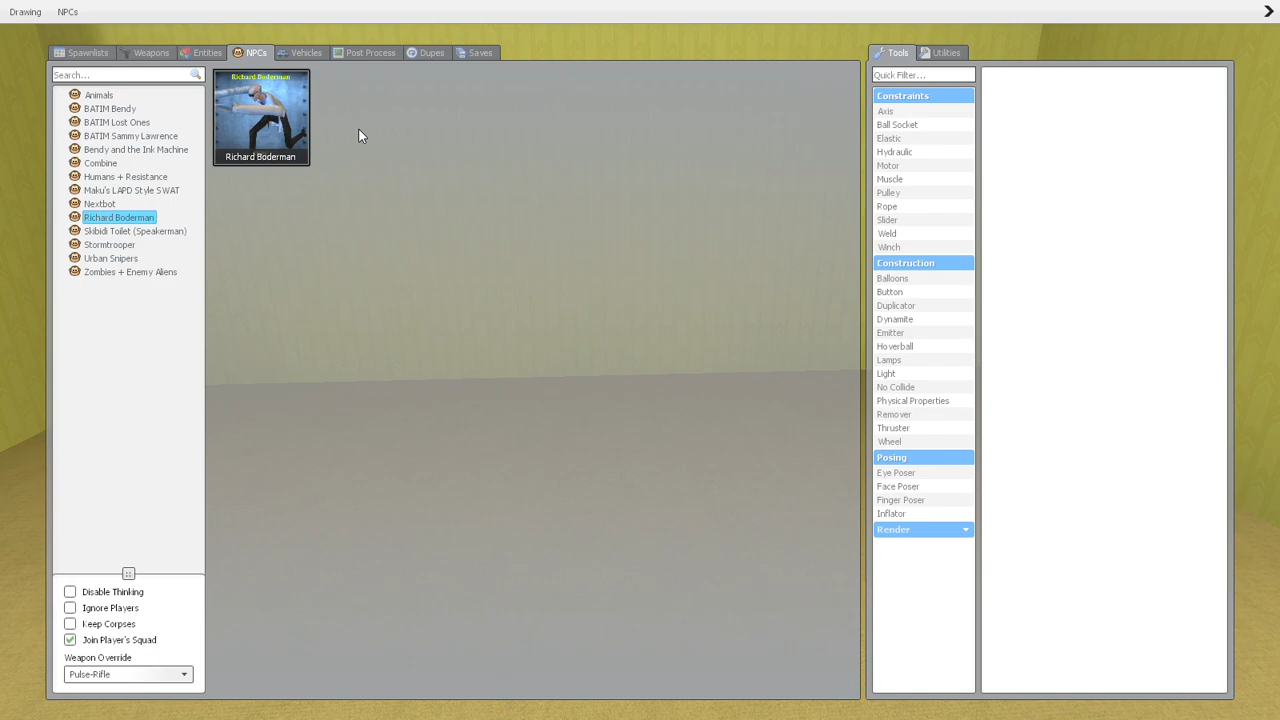 Drawing NPCs
Spawnlists Weapons Entities NPCs Vehicles Post Process Dupes Saves
Search...
Animals
BATIM Bendy
BATIM Lost Ones
BATIM Sammy Lawrence
Bendy and the Ink Machine
Combine
Humans + Resistance
Maku's LAPD Style SWAT
Nextbot
Richard Boderman
Skibidi Toilet (Speakerman)
Stormtrooper
Urban Snipers
Zombies + Enemy Aliens
Disable Thinking
Ignore Players
Keep Corpses
Join Player's Squad
Weapon Override
Pulse-Rifle
Richard Boderman
Richard Boderman
Tools Utilities
Quick Filter...
Constraints
Axis
Ball Socket
Elastic
Hydraulic
Motor
Muscle
Pulley
Rope
Slider
Weld
Winch
Construction
Balloons
Button
Duplicator
Dynamite
Emitter
Hoverball
Lamps
Light
No Collide
Physical Properties
Remover
Thruster
Wheel
Posing
Eye Poser
Face Poser
Finger Poser
Inflator
Render